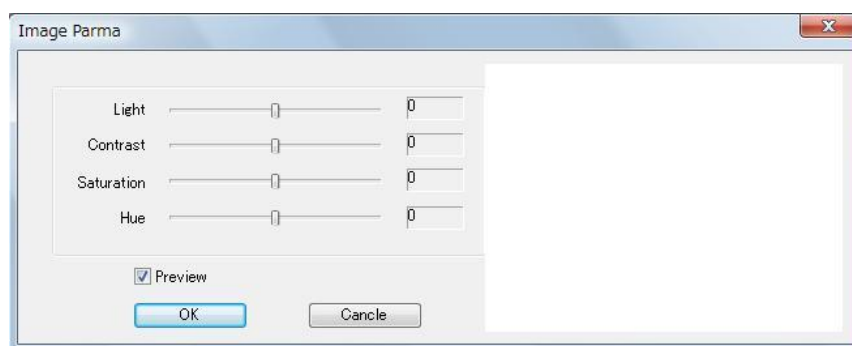 Image Parma
Light 0
Contrast 0
Saturation 0
Hue 0
Preview
OK Cancle